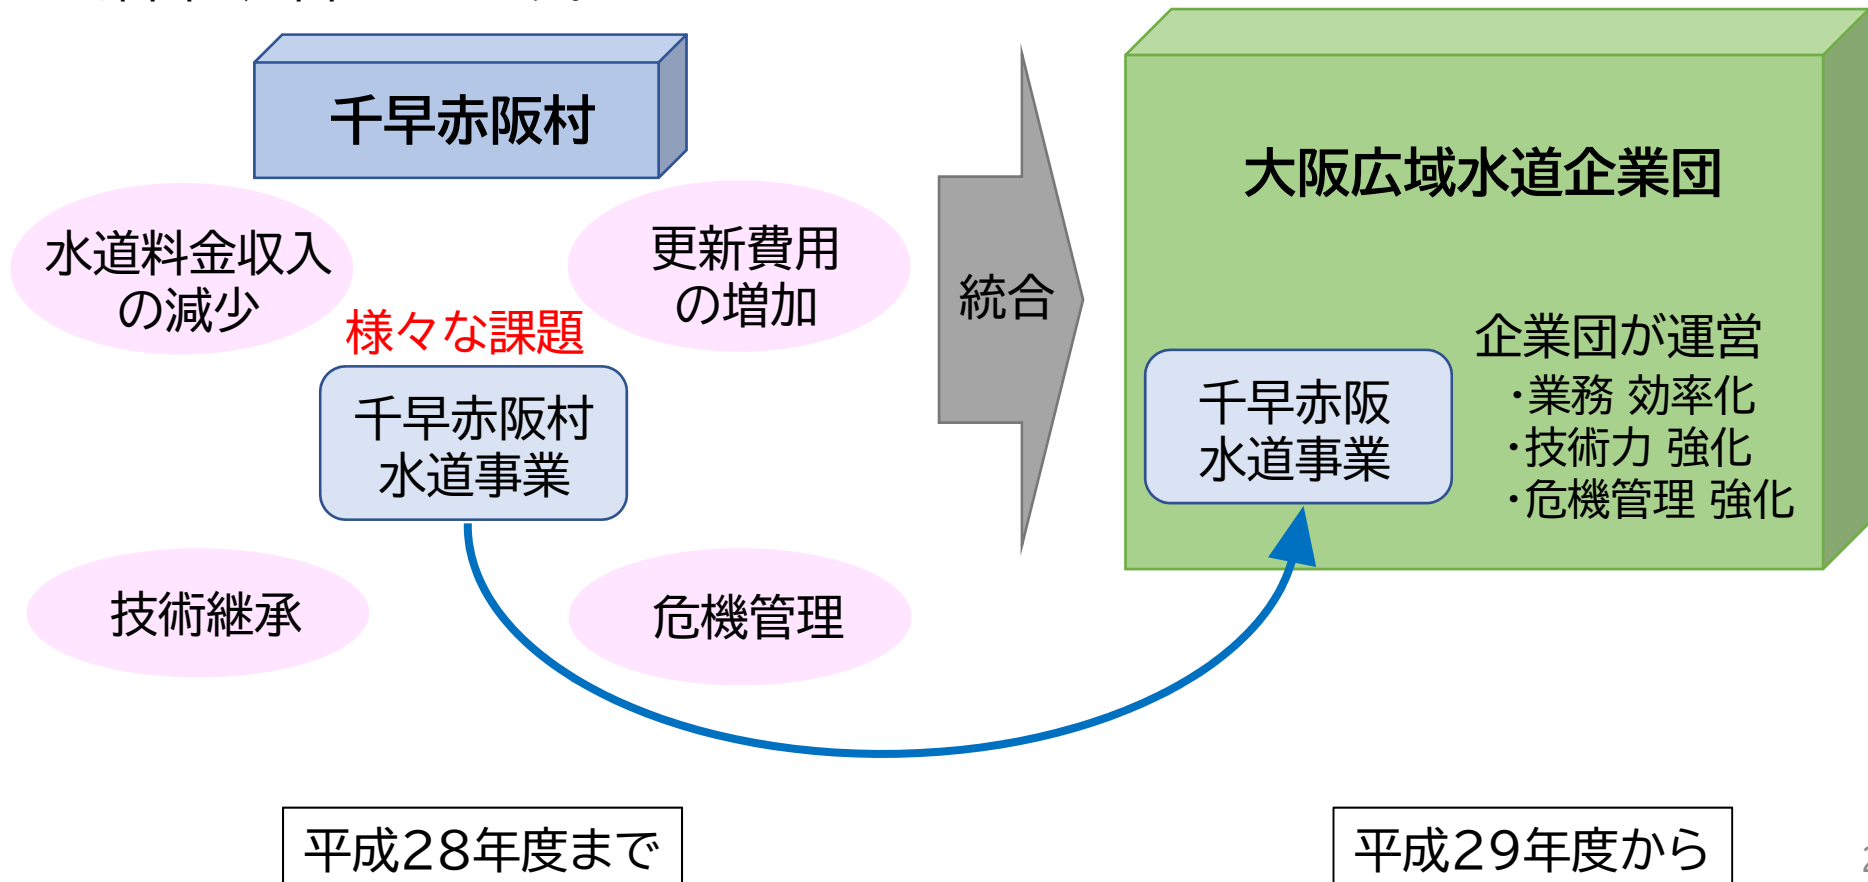 千早赤阪村
水道料金収入
の減少
更新費用
の増加
様々な課題
千早赤阪村
水道事業
技術継承
危機管理
統合
大阪広域水道企業団
千早赤阪
水道事業
企業団が運営
・業務 効率化
・技術力 強化
・危機管理 強化
平成28年度まで
平成29年度から